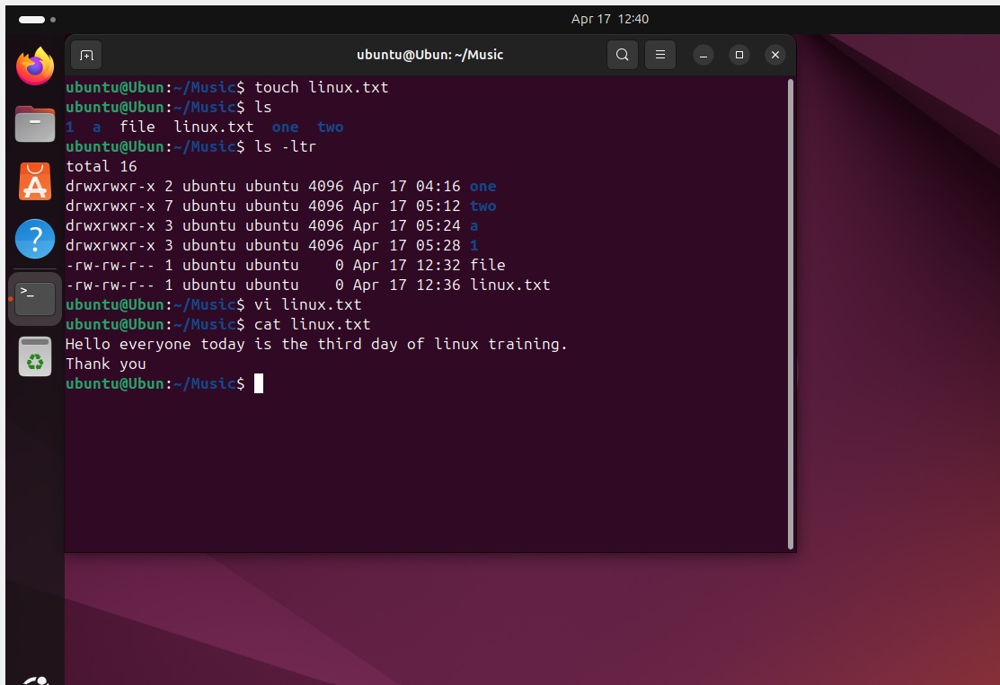 Apr 17 12:40
ubuntu@Ubun: ~/Music
ubuntu@Ubun:~/Music$ touch linux.txt
ubuntu@Ubun:~/Music$ ls
1  a  file  linux.txt  one  two
ubuntu@Ubun:~/Music$ ls -ltr
total 16
drwxrwxr-x 2 ubuntu ubuntu 4096 Apr 17 04:16 one
drwxrwxr-x 7 ubuntu ubuntu 4096 Apr 17 05:12 two
drwxrwxr-x 3 ubuntu ubuntu 4096 Apr 17 05:24 a
drwxrwxr-x 3 ubuntu ubuntu 4096 Apr 17 05:28 1
-rw-rw-r-- 1 ubuntu ubuntu    0 Apr 17 12:32 file
-rw-rw-r-- 1 ubuntu ubuntu    0 Apr 17 12:36 linux.txt
ubuntu@Ubun:~/Music$ vi linux.txt
ubuntu@Ubun:~/Music$ cat linux.txt
Hello everyone today is the third day of linux training.
Thank you
ubuntu@Ubun:~/Music$